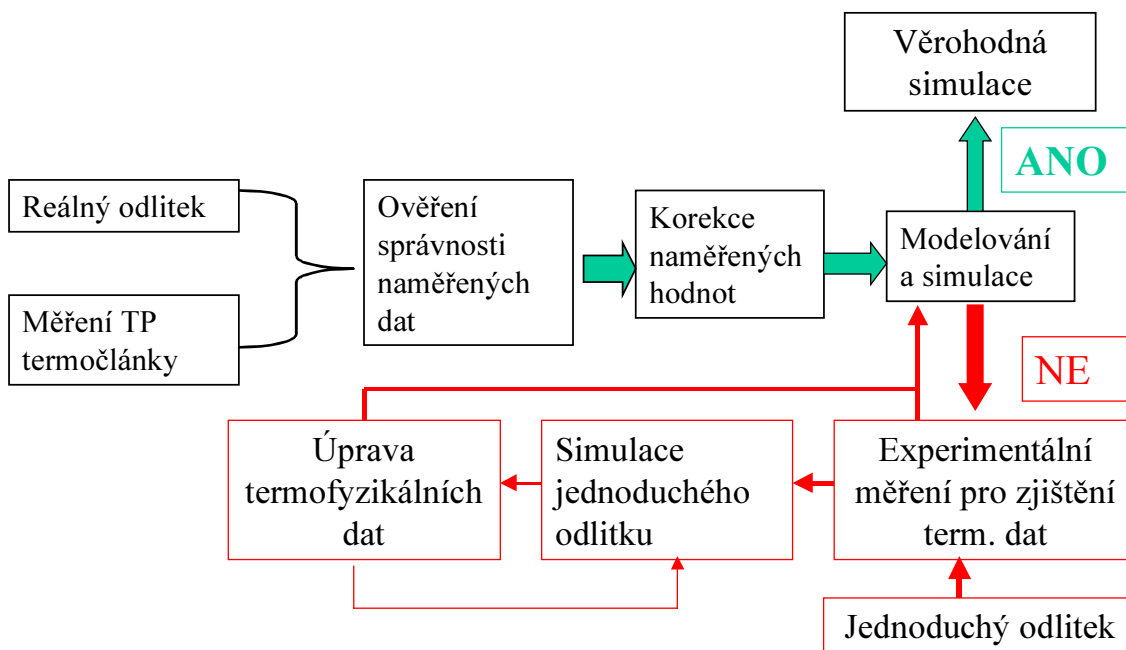 Věrohodná
simulace
ANO
Reálný odlitek
Měření TP
termočlánky
Ověření
správnosti
naměřených
dat
Korekce
naměřených
hodnot
Modelování
a simulace
NE
Úprava
termofyzikálních
dat
Simulace
jednoduchého
odlitku
Experimentální
měření pro zjištění
term. dat
Jednoduchý odlitek